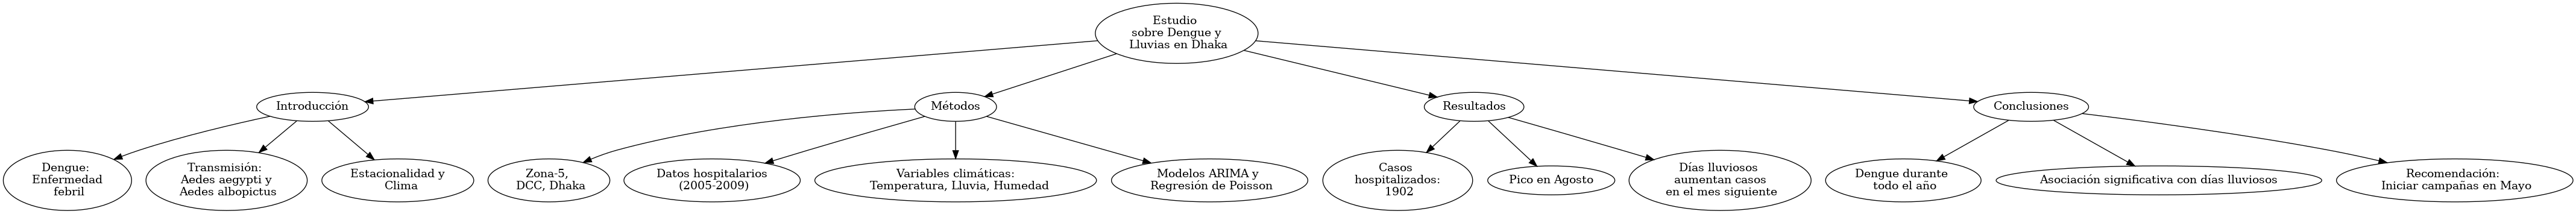 Estudio
sobre Dengue y
Lluvias en Dhaka
Introducción
Métodos
Resultados
Conclusiones
Dengue:
Enfermedad
febril
Transmisión:
Aedes aegypti y
Aedes albopictus
Estacionalidad y
Clima
Zona-5,
DCC, Dhaka
Datos hospitalarios
(2005-2009)
Variables climáticas:
Temperatura, Lluvia, Humedad
Modelos ARIMA y
Regresión de Poisson
Casos
hospitalizados:
1902
Pico en Agosto
Días lluviosos
aumentan casos
en el mes siguiente
Dengue durante
todo el año
Asociación significativa con días lluviosos
Recomendación:
Iniciar campañas en Mayo